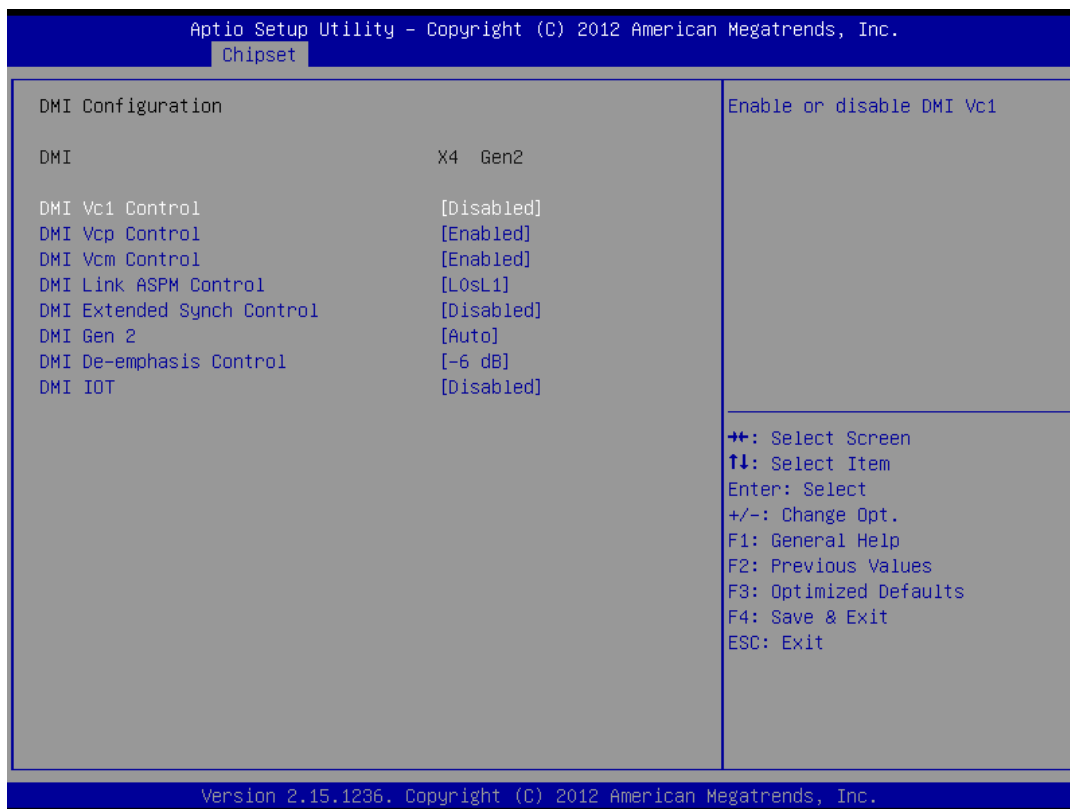 Aptio Setup Utility – Copyright (C) 2012 American Megatrends, Inc.
Chipset
DMI Configuration
DMI X4 Gen2
DMI Vc1 Control [Disabled]
DMI Vcp Control [Enabled]
DMI Vcm Control [Enabled]
DMI Link ASPM Control [L0sL1]
DMI Extended Synch Control [Disabled]
DMI Gen 2 [Auto]
DMI De-emphasis Control [-6 dB]
DMI IOT [Disabled]
Enable or disable DMI Vc1
→←: Select Screen
↑↓: Select Item
Enter: Select
+/-: Change Opt.
F1: General Help
F2: Previous Values
F3: Optimized Defaults
F4: Save & Exit
ESC: Exit
Version 2.15.1236. Copyright (C) 2012 American Megatrends, Inc.